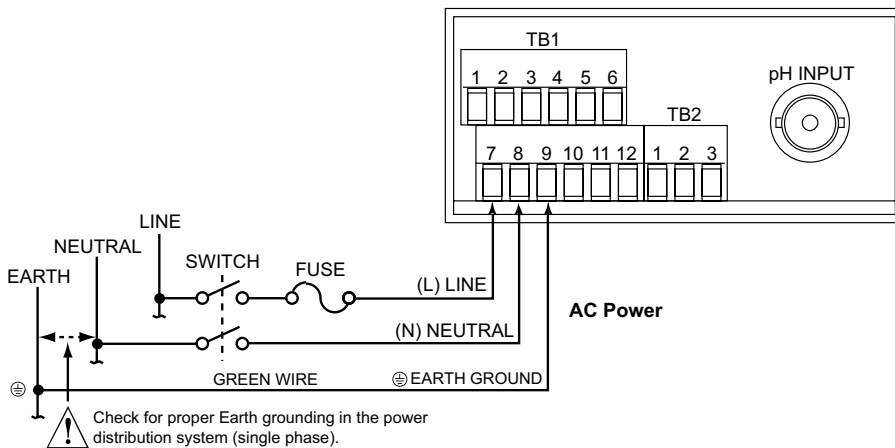 TB1
1 2 3 4 5 6
pH INPUT
TB2
7 8 9 10 11 12 1 2 3
LINE
NEUTRAL
EARTH
SWITCH
FUSE
(L) LINE
(N) NEUTRAL
AC Power
GREEN WIRE
EARTH GROUND
!
Check for proper Earth grounding in the power
distribution system (single phase).